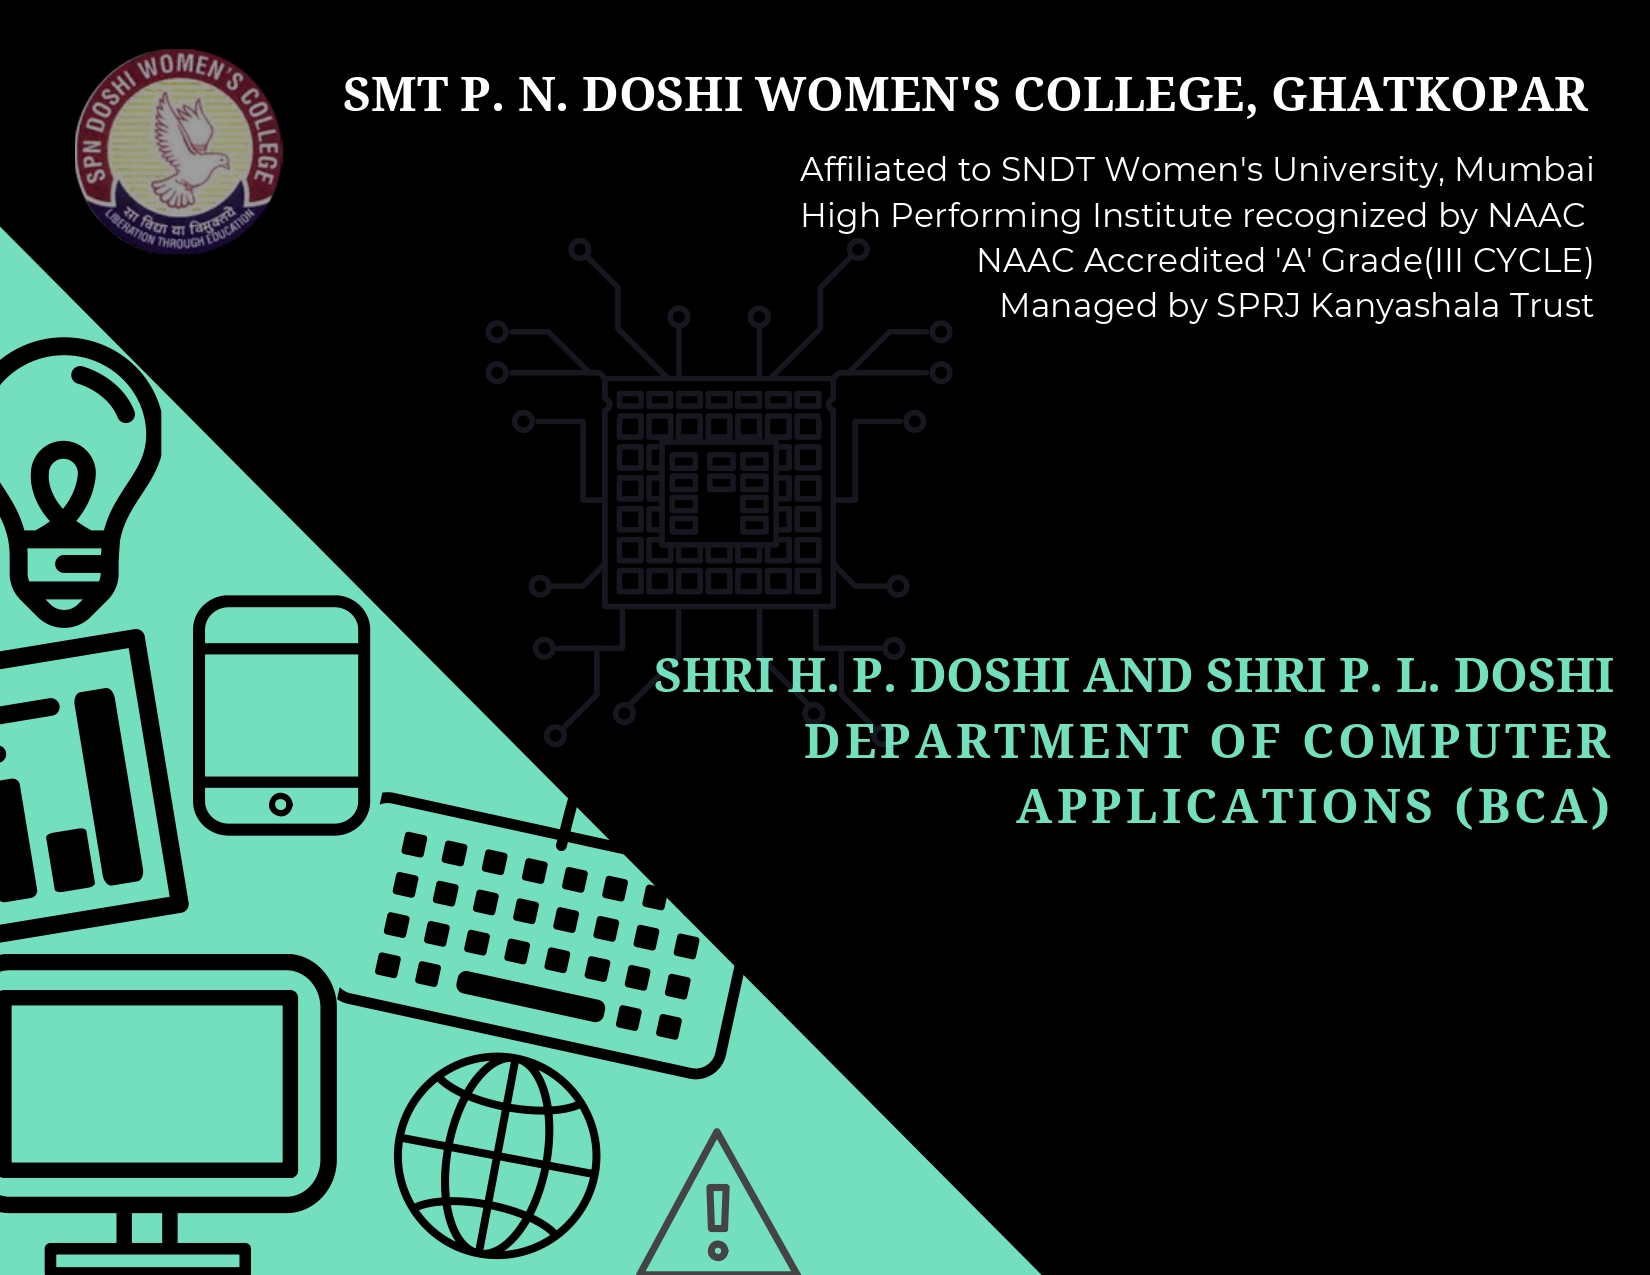 SPN DOSHI WOMEN'S COLLEGE
सा विद्या या विमुक्तये
LIBERATION THROUGH EDUCATION
SMT P. N. DOSHI WOMEN'S COLLEGE, GHATKOPAR
Affiliated to SNDT Women's University, Mumbai
High Performing Institute recognized by NAAC
NAAC Accredited 'A' Grade(III CYCLE)
Managed by SPRJ Kanyashala Trust
SHRI H. P. DOSHI AND SHRI P. L. DOSHI
DEPARTMENT OF COMPUTER
APPLICATIONS (BCA)